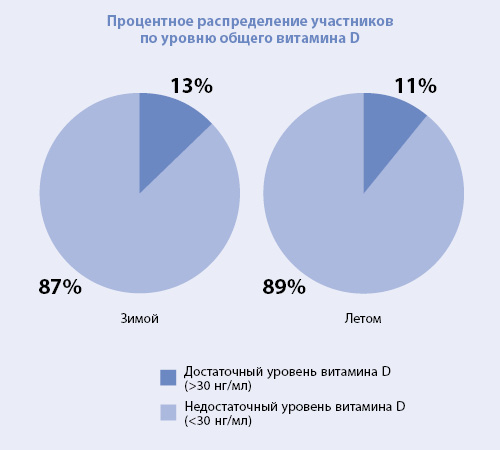 Процентное распределение участников
по уровню общего витамина D
13%
11%
87%
89%
Зимой
Летом
Достаточный уровень витамина D
(>30 нг/мл)
Недостаточный уровень витамина D
(<30 нг/мл)